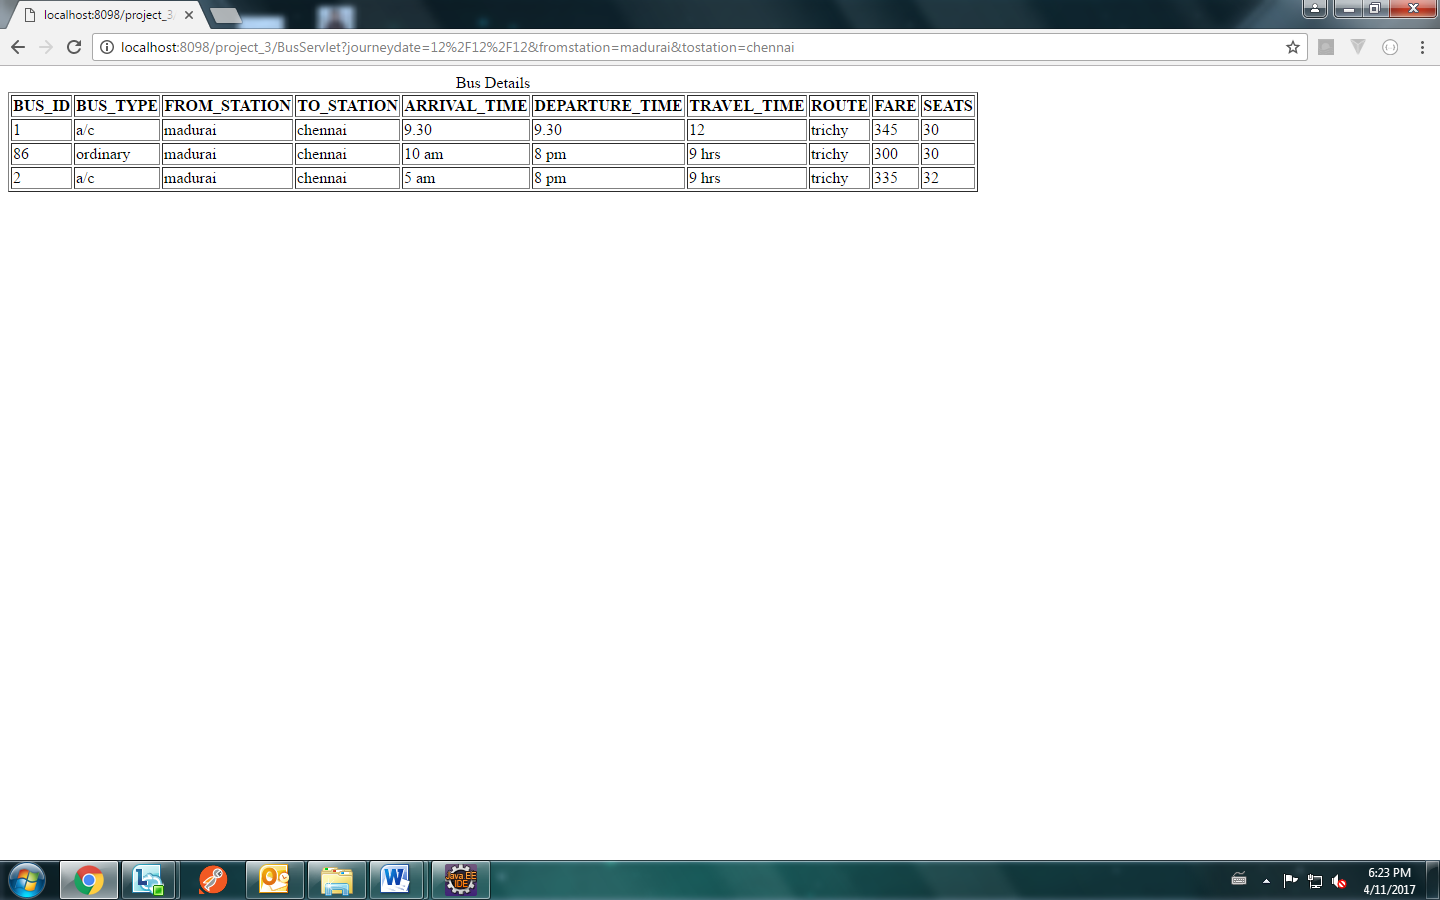 localhost:8098/project_3
localhost:8098/project_3/BusServlet?journeydate=12%2F12%2F12&fromstation=madurai&tostation=chennai
Bus Details
BUS_ID BUS_TYPE FROM_STATION TO_STATION ARRIVAL_TIME DEPARTURE_TIME TRAVEL_TIME ROUTE FARE SEATS
1 a/c madurai chennai 9.30 9.30 12 trichy 345 30
86 ordinary madurai chennai 10 am 8 pm 9 hrs trichy 300 30
2 a/c madurai chennai 5 am 8 pm 9 hrs trichy 335 32
Java EE
IDE
6:23 PM
4/11/2017